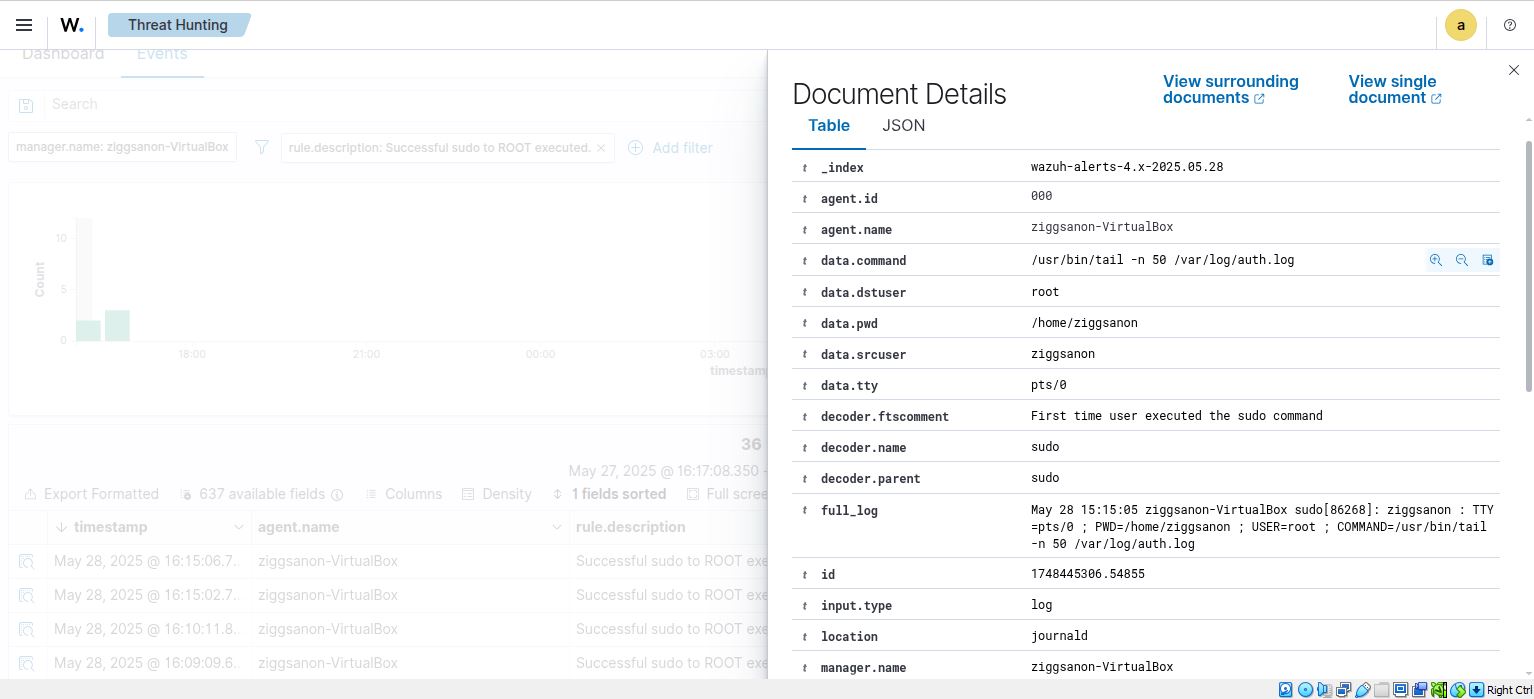 W. Threat Hunting a
Dashboard Events
Search
manager.name: ziggsanon-VirtualBox rule.description: Successful sudo to ROOT executed. Add filter
10
5
0
Count
18:00 21:00 00:00 03:00
timestamp
36
May 27, 2025 @ 16:17:08.350 -
Export Formatted 637 available fields Columns Density 1 fields sorted Full scree
timestamp agent.name rule.description
May 28, 2025 @ 16:15:06.7.. ziggsanon-VirtualBox Successful sudo to ROOT exe
May 28, 2025 @ 16:15:02.7.. ziggsanon-VirtualBox Successful sudo to ROOT exe
May 28, 2025 @ 16:10:11.8.. ziggsanon-VirtualBox Successful sudo to ROOT exe
May 28, 2025 @ 16:09:09.6.. ziggsanon-VirtualBox Successful sudo to ROOT exe
Document Details
View surrounding
documents
View single
document
Table JSON
t _index wazuh-alerts-4.x-2025.05.28
t agent.id 000
t agent.name ziggsanon-VirtualBox
t data.command /usr/bin/tail -n 50 /var/log/auth.log
t data.dstuser root
t data.pwd /home/ziggsanon
t data.srcuser ziggsanon
t data.tty pts/0
t decoder.ftscomment First time user executed the sudo command
t decoder.name sudo
t decoder.parent sudo
t full_log May 28 15:15:05 ziggsanon-VirtualBox sudo[86268]: ziggsanon : TTY
=pts/0 ; PWD=/home/ziggsanon ; USER=root ; COMMAND=/usr/bin/tail
-n 50 /var/log/auth.log
t id 1748445306.54855
t input.type log
t location journald
t manager.name ziggsanon-VirtualBox
Right Ctrl